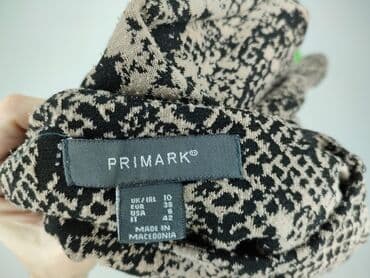 PRIMARK®
UK/IRL 10
EUR 38
USA 6
IT 42
MADE IN
MACEDONIA